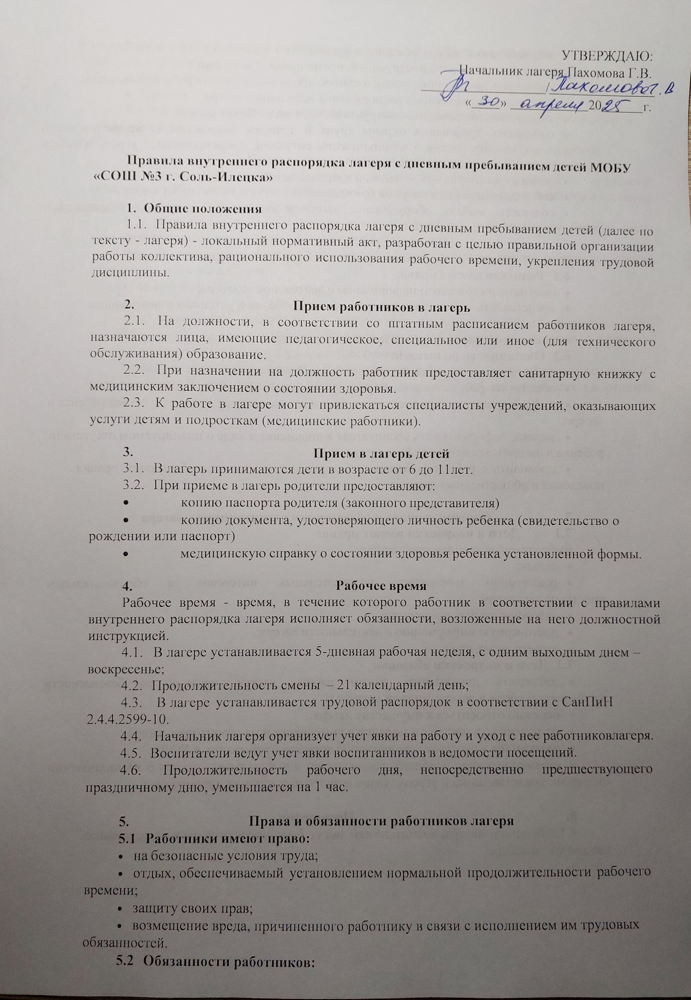 УТВЕРЖДАЮ:
Начальник лагеря Пахомова Г.В.
/ Пахомова Г.В
« 30 » апреля 2025 г.
Правила внутреннего распорядка лагеря с дневным пребыванием детей МОБУ
«СОШ №3 г. Соль-Илецка»
1. Общие положения
1.1. Правила внутреннего распорядка лагеря с дневным пребыванием детей (далее по
тексту - лагеря) - локальный нормативный акт, разработан с целью правильной организации
работы коллектива, рационального использования рабочего времени, укрепления трудовой
дисциплины.
2. Прием работников в лагерь
2.1. На должности, в соответствии со штатным расписанием работников лагеря,
назначаются лица, имеющие педагогическое, специальное или иное (для технического
обслуживания) образование.
2.2. При назначении на должность работник предоставляет санитарную книжку с
медицинским заключением о состоянии здоровья.
2.3. К работе в лагере могут привлекаться специалисты учреждений, оказывающих
услуги детям и подросткам (медицинские работники).
3. Прием в лагерь детей
3.1. В лагерь принимаются дети в возрасте от 6 до 11лет.
3.2. При приеме в лагерь родители предоставляют:
• копию паспорта родителя (законного представителя)
• копию документа, удостоверяющего личность ребенка (свидетельство о
рождении или паспорт)
• медицинскую справку о состоянии здоровья ребенка установленной формы.
4. Рабочее время
Рабочее время - время, в течение которого работник в соответствии с правилами
внутреннего распорядка лагеря исполняет обязанности, возложенные на него должностной
инструкцией.
4.1. В лагере устанавливается 5-дневная рабочая неделя, с одним выходным днем –
воскресенье;
4.2. Продолжительность смены – 21 календарный день;
4.3. В лагере устанавливается трудовой распорядок в соответствии с СанПиН
2.4.4.2599-10.
4.4. Начальник лагеря организует учет явки на работу и уход с нее работниковлагеря.
4.5. Воспитатели ведут учет явки воспитанников в ведомости посещений.
4.6. Продолжительность рабочего дня, непосредственно предшествующего
праздничному дню, уменьшается на 1 час.
5. Права и обязанности работников лагеря
5.1 Работники имеют право:
• на безопасные условия труда;
• отдых, обеспечиваемый установлением нормальной продолжительности рабочего
времени;
• защиту своих прав;
• возмещение вреда, причиненного работнику в связи с исполнением им трудовых
обязанностей.
5.2 Обязанности работников: